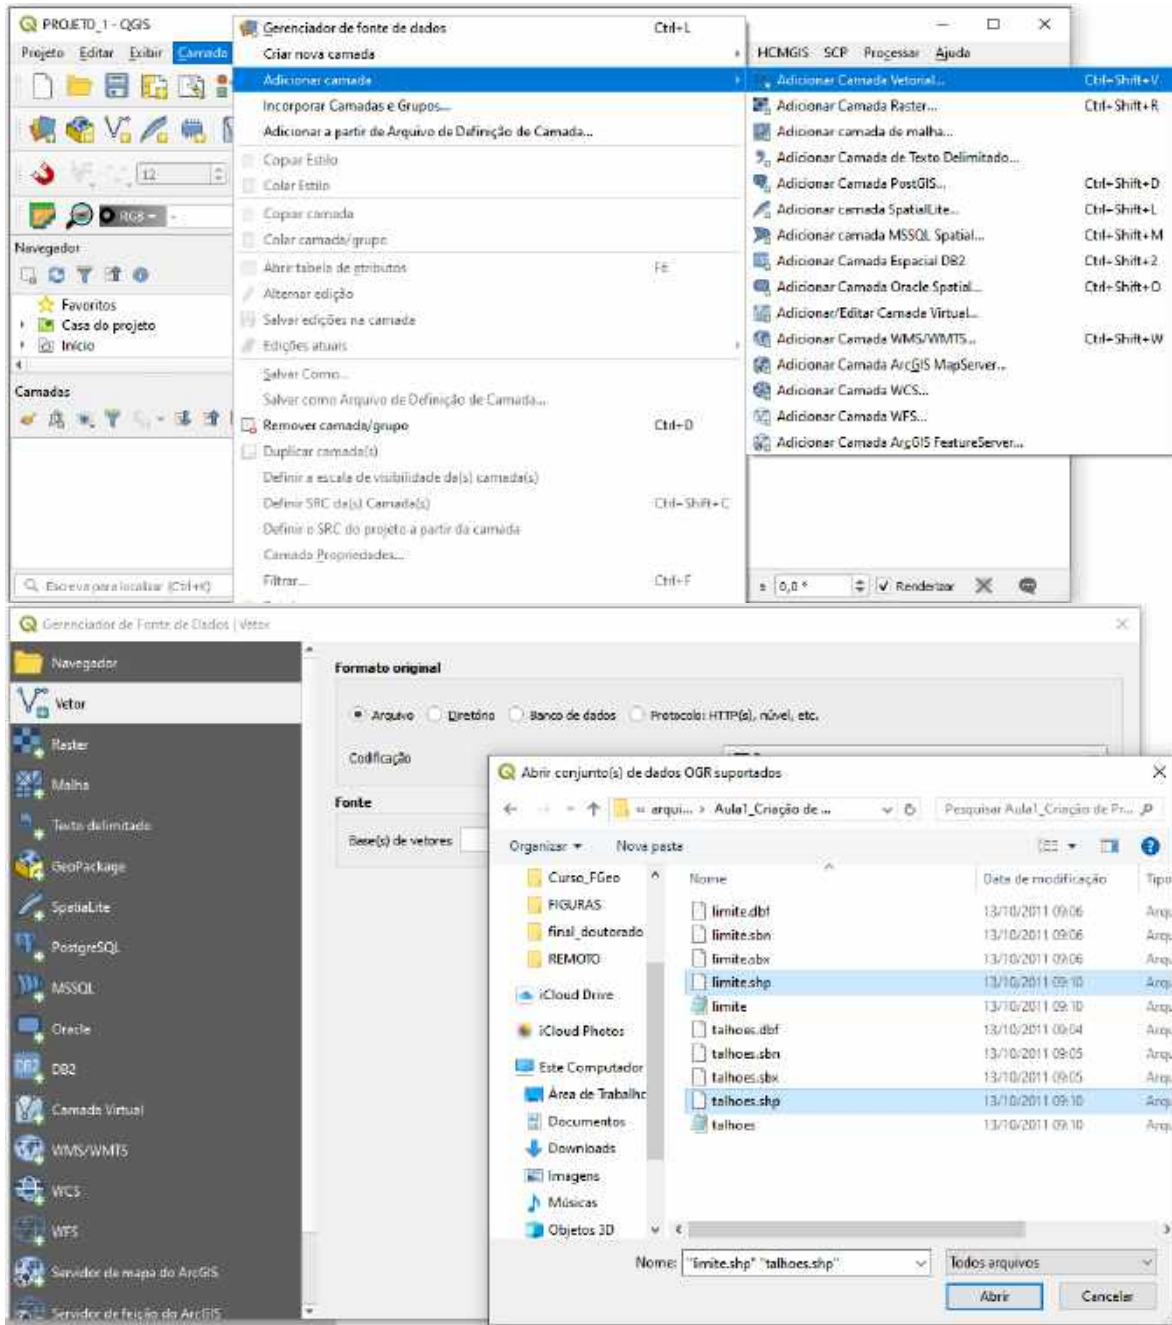 PROJETO_1 - QGIS
Projeto Editar Exibir Camada
12
RGB
Navegador
Favoritos
Casa do projeto
Início
Camadas
Escreva para localizar (Ctrl+K)
Gerenciador de fonte de dados Ctrl+L
Criar nova camada
Adicionar camada
Incorporar Camadas e Grupos...
Adicionar a partir de Arquivo de Definição de Camada...
Copiar Estilo
Colar Estilo
Copiar camada
Colar camada/grupo
Abrir tabela de atributos F6
Alternar edição
Salvar edições na camada
Edições atuais
Salvar Como...
Salvar como Arquivo de Definição de Camada...
Remover camada/grupo Ctrl+D
Duplicar camada(s)
Definir a escala de visibilidade da(s) camada(s)
Definir SRC da(s) Camada(s) Ctrl+Shift+C
Definir o SRC do projeto a partir da camada
Camada Propriedades...
Filtrar... Ctrl+F
HCMGIS SCP Processar Ajuda
Adicionar Camada Vetorial... Ctrl+Shift+V
Adicionar Camada Raster... Ctrl+Shift+R
Adicionar camada de malha...
Adicionar Camada de Texto Delimitado...
Adicionar Camada PostGIS... Ctrl+Shift+D
Adicionar camada SpatiaLite... Ctrl+Shift+L
Adicionar camada MSSQL Spatial... Ctrl+Shift+M
Adicionar Camada Espacial DB2 Ctrl+Shift+2
Adicionar Camada Oracle Spatial... Ctrl+Shift+O
Adicionar/Editar Camada Virtual...
Adicionar Camada WMS/WMTS... Ctrl+Shift+W
Adicionar Camada ArcGIS MapServer...
Adicionar Camada WCS...
Adicionar Camada WFS...
Adicionar Camada ArcGIS FeatureServer...
0,0 ° Renderizar
Gerenciador de Fonte de Dados | Vetor
Navegador
Vetor
Raster
Malha
Texto delimitado
GeoPackage
SpatiaLite
PostgreSQL
MSSQL
Oracle
DB2
Camada Virtual
WMS/WMTS
WCS
WFS
Servidor de mapa do ArcGIS
Servidor de feição do ArcGIS
Formato original
Arquivo Diretório Banco de dados Protocolo: HTTP(s), núvel, etc.
Codificação
Fonte
Base(s) de vetores
Abrir conjunto(s) de dados OGR suportados
« arqui... › Aula1_Criação de ... Pesquisar Aula1_Criação de Pr...
Organizar Nova pasta
Curso_FGeo
FIGURAS
final_doutorado
REMOTO
iCloud Drive
iCloud Photos
Este Computador
Área de Trabalho
Documentos
Downloads
Imagens
Músicas
Objetos 3D
Nome Data de modificação Tipo
limite.dbf 13/10/2011 09:06 Arqu
limite.sbn 13/10/2011 09:06 Arqu
limite.sbx 13/10/2011 09:06 Arqu
limite.shp 13/10/2011 09:10 Arqu
limite 13/10/2011 09:10 Arqu
talhoes.dbf 13/10/2011 09:04 Arqu
talhoes.sbn 13/10/2011 09:05 Arqu
talhoes.sbx 13/10/2011 09:05 Arqu
talhoes.shp 13/10/2011 09:10 Arqu
talhoes 13/10/2011 09:10 Arqu
Nome: "limite.shp" "talhoes.shp" Todos arquivos
Abrir Cancelar